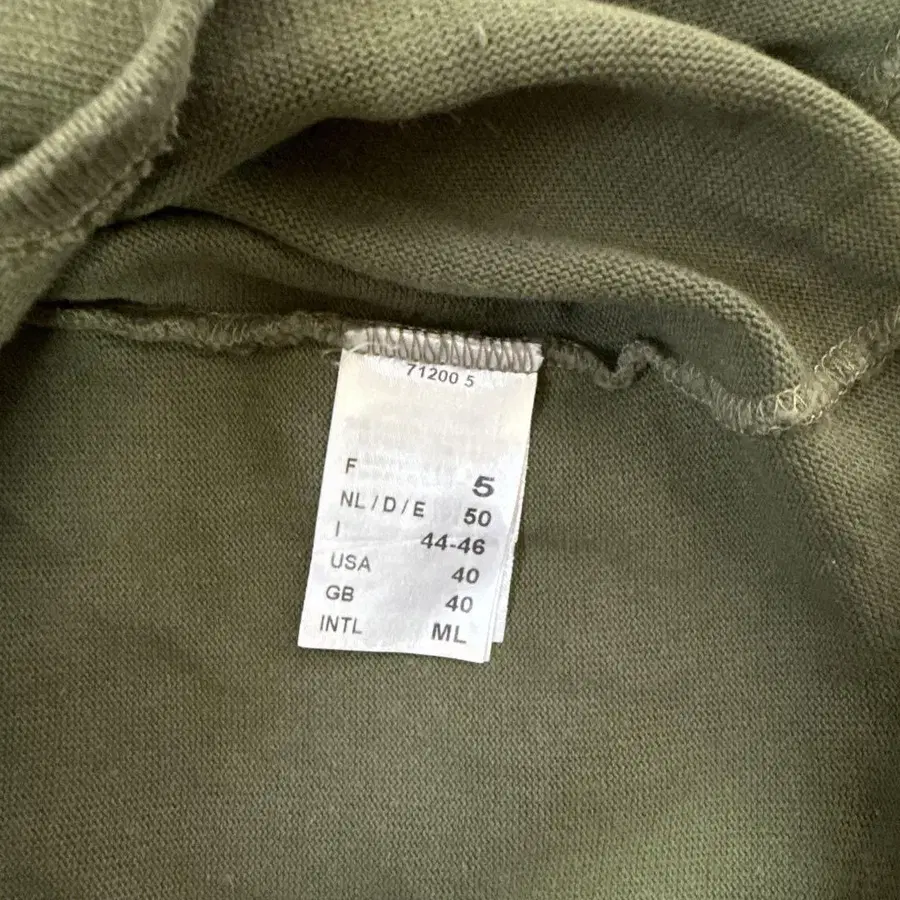 71200 5
F 5
NL / D / E 50
I 44-46
USA 40
GB 40
INTL ML